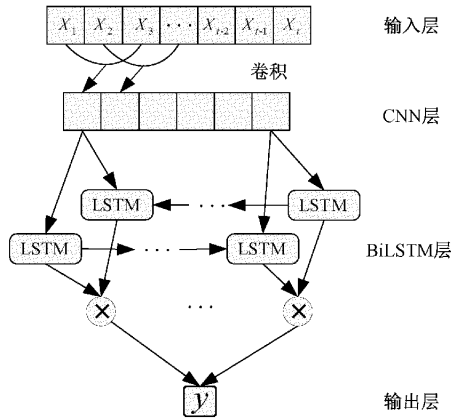 X₁ X₂ X₃ ··· Xₜ₋₂ Xₜ₋₁ Xₜ 输入层
卷积
CNN层
LSTM ··· LSTM
LSTM ··· LSTM BiLSTM层
× ··· ×
y 输出层